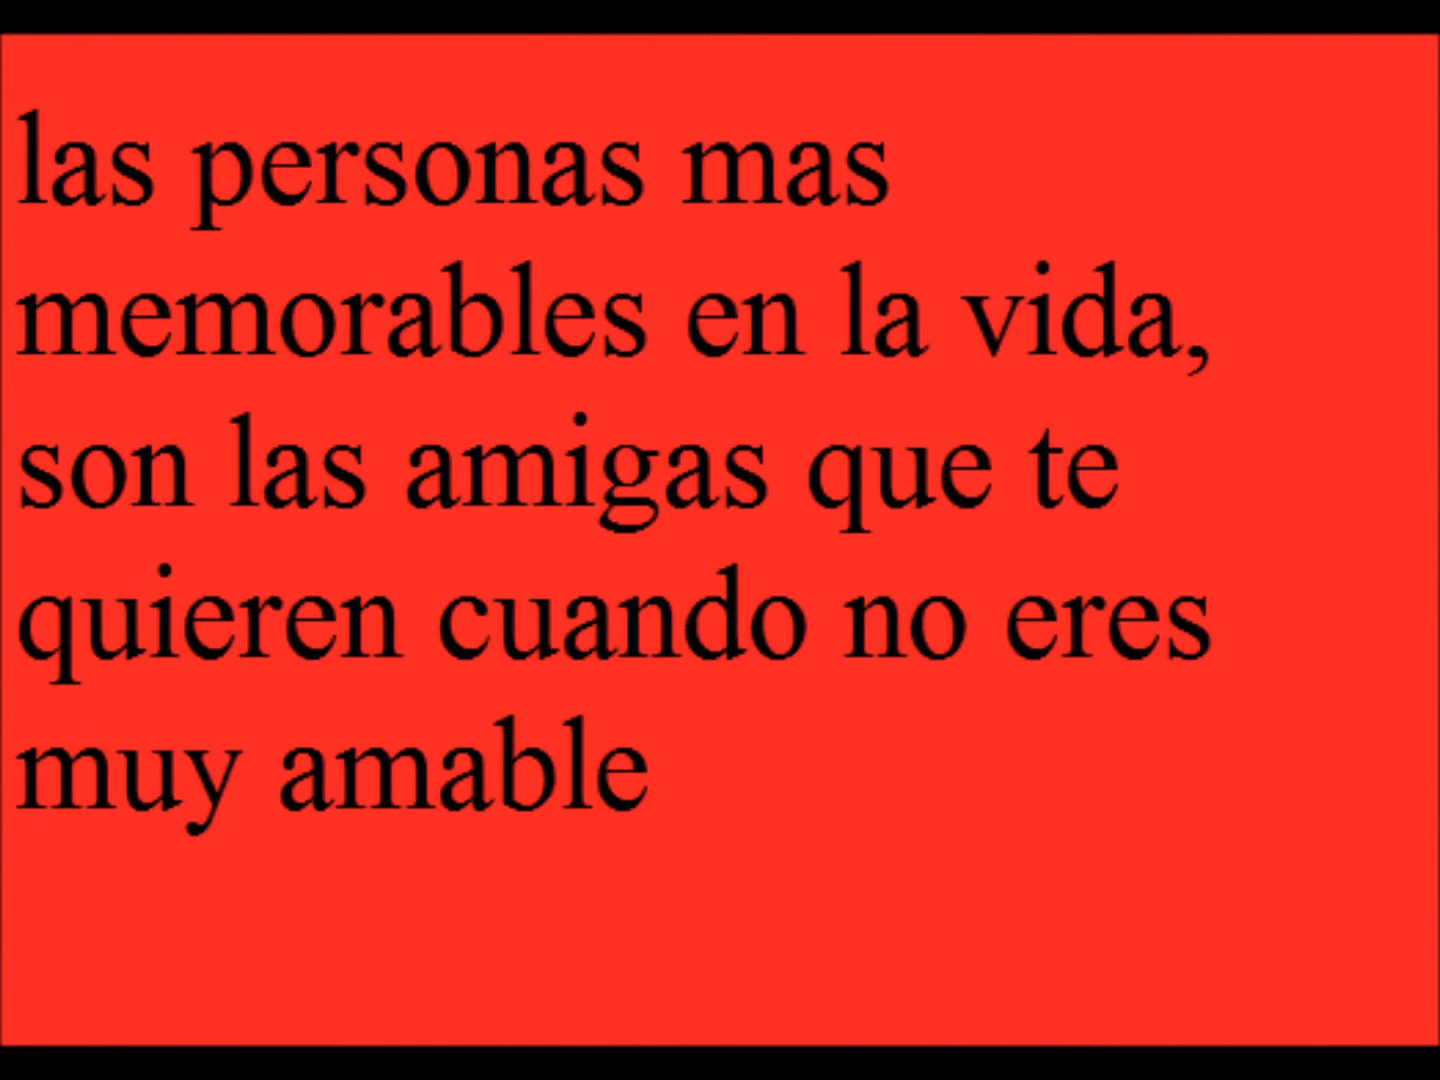 las personas mas
memorables en la vida,
son las amigas que te
quieren cuando no eres
muy amable